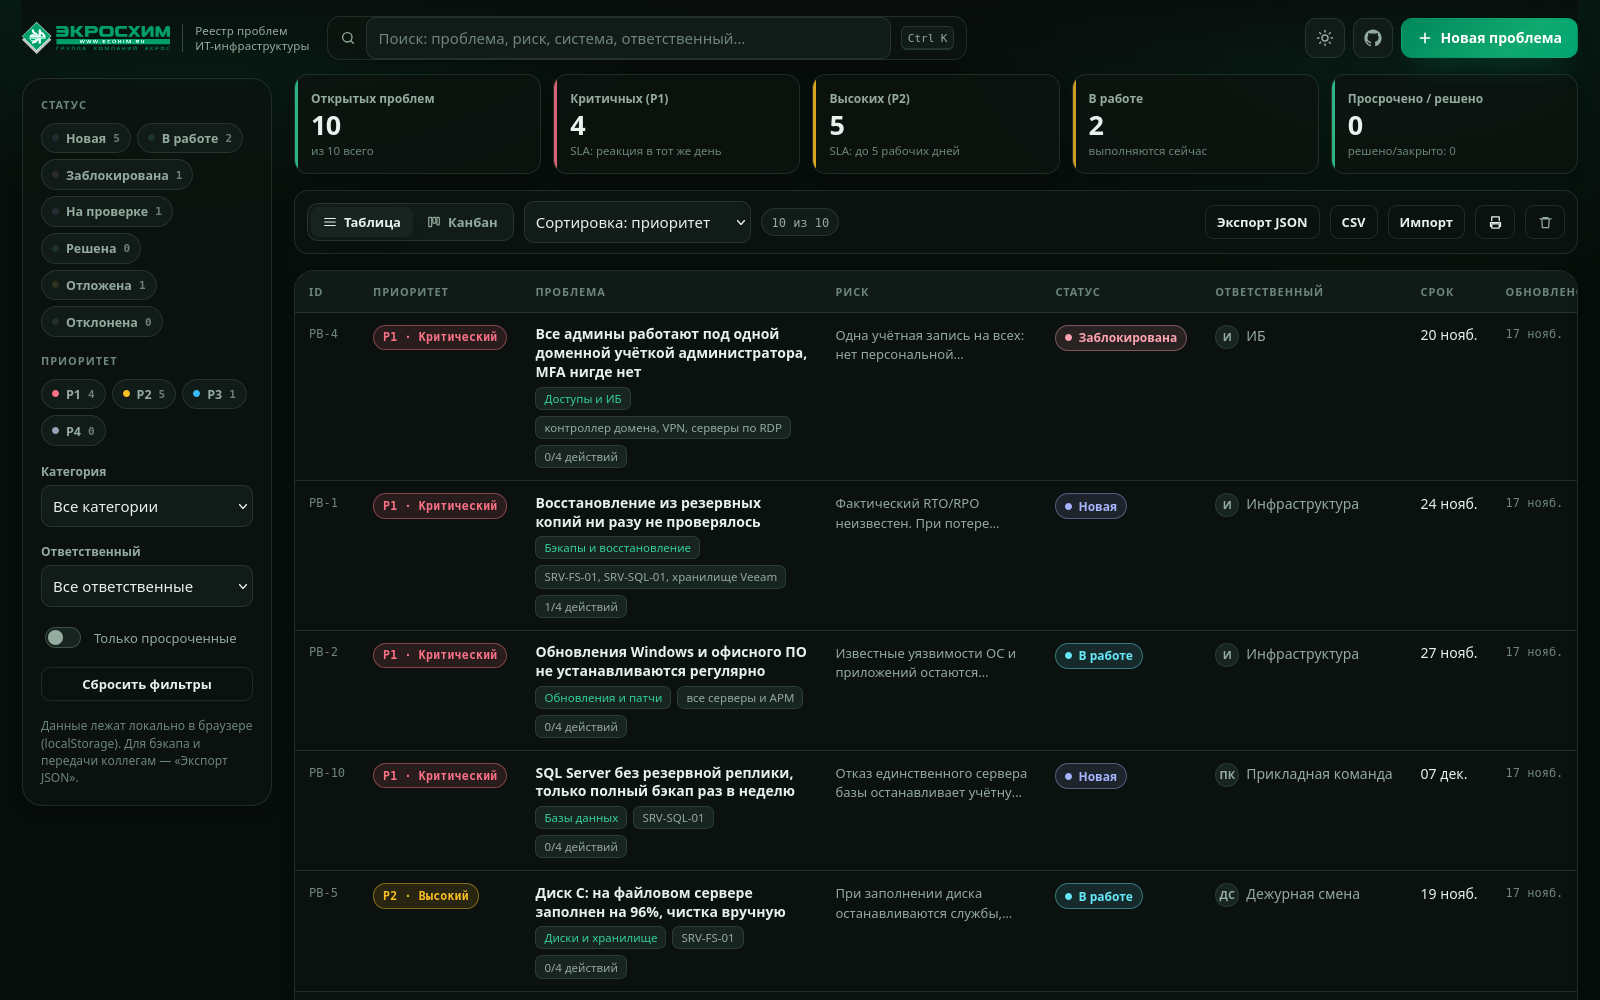 ЭКРОСХИМ
WWW.ECOHIM.RU
ГРУППА КОМПАНИЙ ЭКРОС
Реестр проблем
ИТ-инфраструктуры
Поиск: проблема, риск, система, ответственный...
Ctrl K
Новая проблема
СТАТУС
Новая 5
В работе 2
Заблокирована 1
На проверке 1
Решена 0
Отложена 1
Отклонена 0
ПРИОРИТЕТ
P1 4
P2 5
P3 1
P4 0
Категория
Все категории
Ответственный
Все ответственные
Только просроченные
Сбросить фильтры
Данные лежат локально в браузере
(localStorage). Для бэкапа и
передачи коллегам — «Экспорт
JSON».
Открытых проблем
10
из 10 всего
Критичных (P1)
4
SLA: реакция в тот же день
Высоких (P2)
5
SLA: до 5 рабочих дней
В работе
2
выполняются сейчас
Просрочено / решено
0
решено/закрыто: 0
Таблица
Канбан
Сортировка: приоритет
10 из 10
Экспорт JSON
CSV
Импорт
ID ПРИОРИТЕТ ПРОБЛЕМА РИСК СТАТУС ОТВЕТСТВЕННЫЙ СРОК ОБНОВЛЕН
PB-4
P1 · Критический
Все админы работают под одной
доменной учёткой администратора,
MFA нигде нет
Доступы и ИБ
контроллер домена, VPN, серверы по RDP
0/4 действий
Одна учётная запись на всех:
нет персональной...
Заблокирована
И ИБ
20 нояб.
17 нояб.
PB-1
P1 · Критический
Восстановление из резервных
копий ни разу не проверялось
Бэкапы и восстановление
SRV-FS-01, SRV-SQL-01, хранилище Veeam
1/4 действий
Фактический RTO/RPO
неизвестен. При потере...
Новая
И Инфраструктура
24 нояб.
17 нояб.
PB-2
P1 · Критический
Обновления Windows и офисного ПО
не устанавливаются регулярно
Обновления и патчи
все серверы и АРМ
0/4 действий
Известные уязвимости ОС и
приложений остаются...
В работе
И Инфраструктура
27 нояб.
17 нояб.
PB-10
P1 · Критический
SQL Server без резервной реплики,
только полный бэкап раз в неделю
Базы данных
SRV-SQL-01
0/4 действий
Отказ единственного сервера
базы останавливает учётну...
Новая
ПК Прикладная команда
07 дек.
17 нояб.
PB-5
P2 · Высокий
Диск C: на файловом сервере
заполнен на 96%, чистка вручную
Диски и хранилище
SRV-FS-01
0/4 действий
При заполнении диска
останавливаются службы,...
В работе
ДС Дежурная смена
19 нояб.
17 нояб.